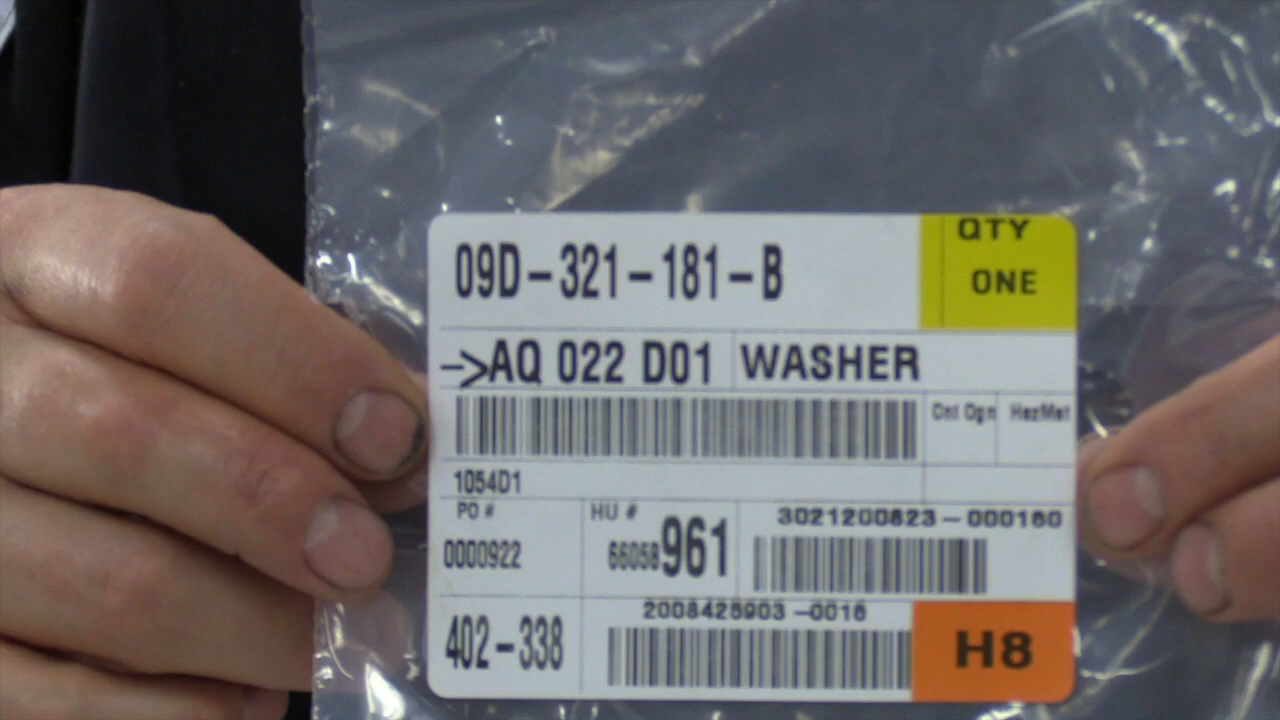 09D-321-181-B
QTY
ONE
->AQ 022 D01 WASHER
Cnt Ogn HazMat
1054D1
PO #
0000922
HU #
66058961
3021200823-000160
402-338
2008425903-0016
H8